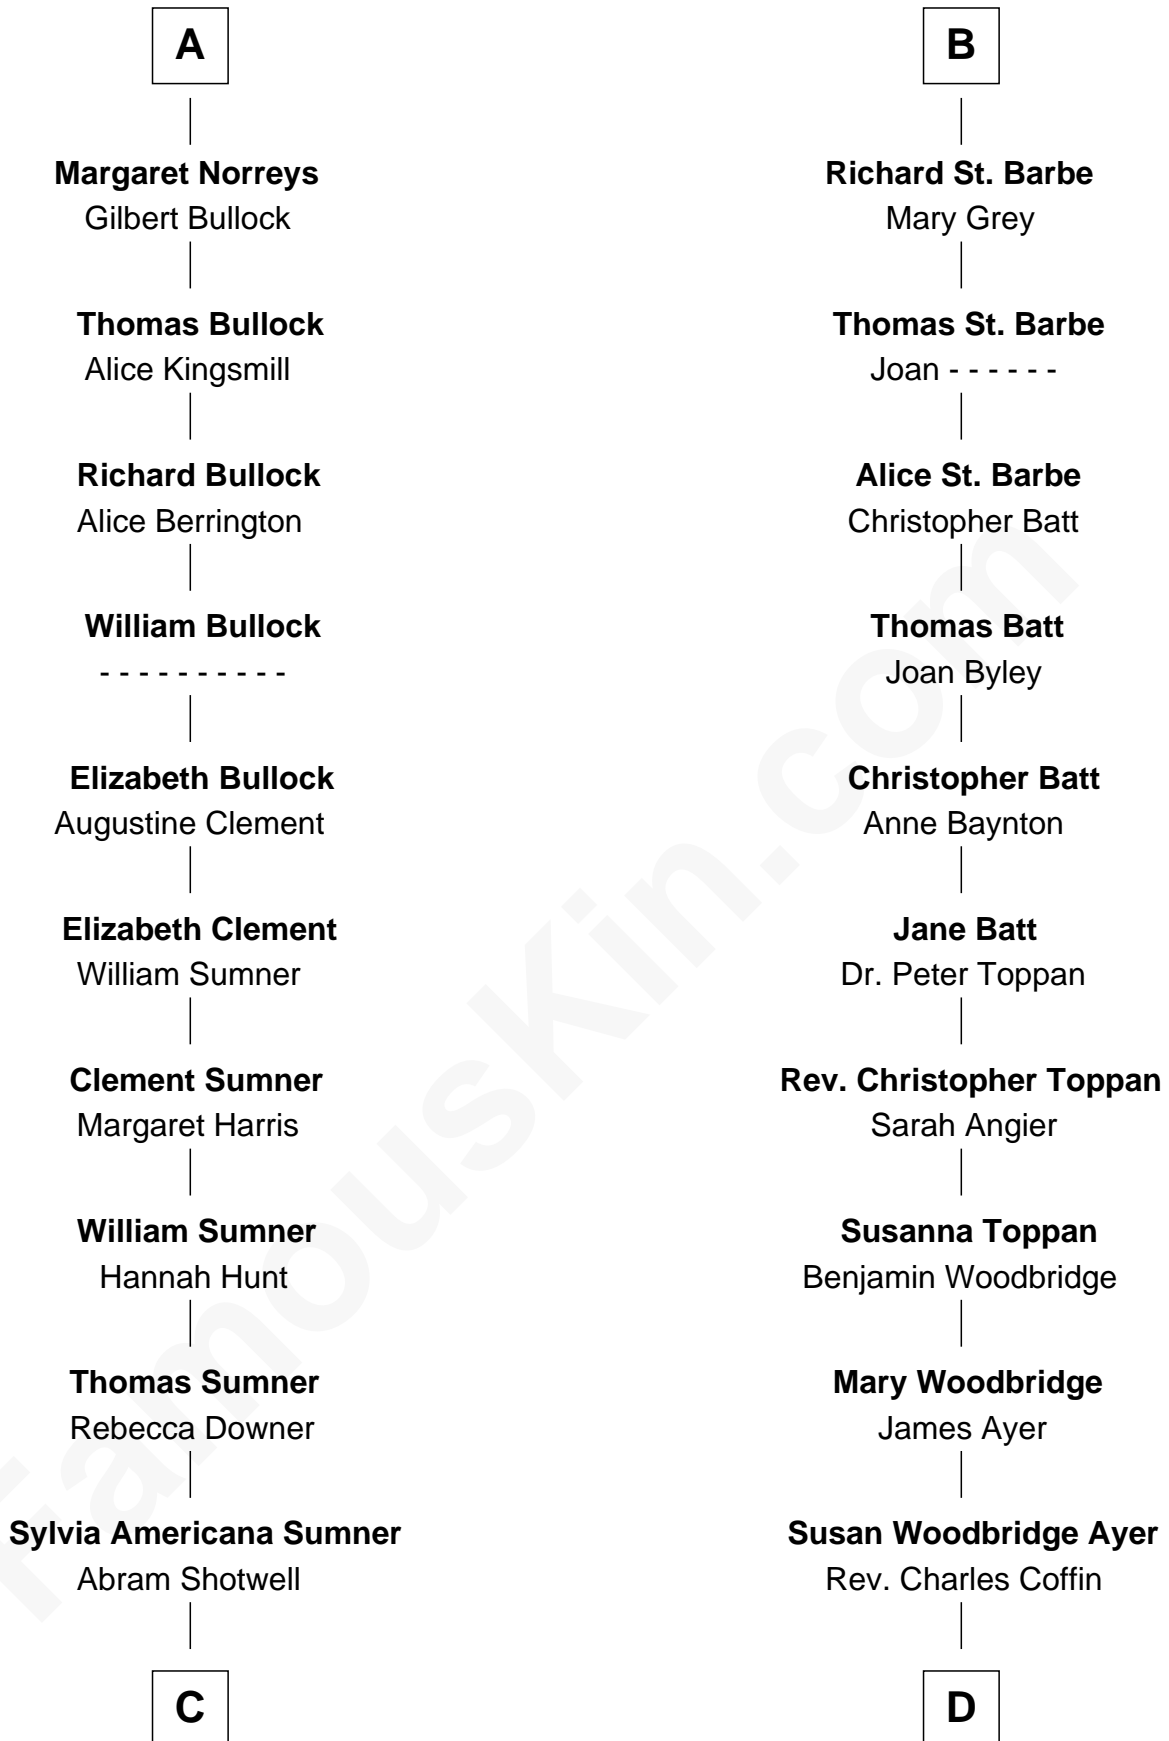 A
Margaret Norreys
Gilbert Bullock
Thomas Bullock
Alice Kingsmill
Richard Bullock
Alice Berrington
William Bullock
- - - - - - - - - -
Elizabeth Bullock
Augustine Clement
Elizabeth Clement
William Sumner
Clement Sumner
Margaret Harris
William Sumner
Hannah Hunt
Thomas Sumner
Rebecca Downer
Sylvia Americana Sumner
Abram Shotwell
C
B
Richard St. Barbe
Mary Grey
Thomas St. Barbe
Joan - - - - - -
Alice St. Barbe
Christopher Batt
Thomas Batt
Joan Byley
Christopher Batt
Anne Baynton
Jane Batt
Dr. Peter Toppan
Rev. Christopher Toppan
Sarah Angier
Susanna Toppan
Benjamin Woodbridge
Mary Woodbridge
James Ayer
Susan Woodbridge Ayer
Rev. Charles Coffin
D
FamousKin.com